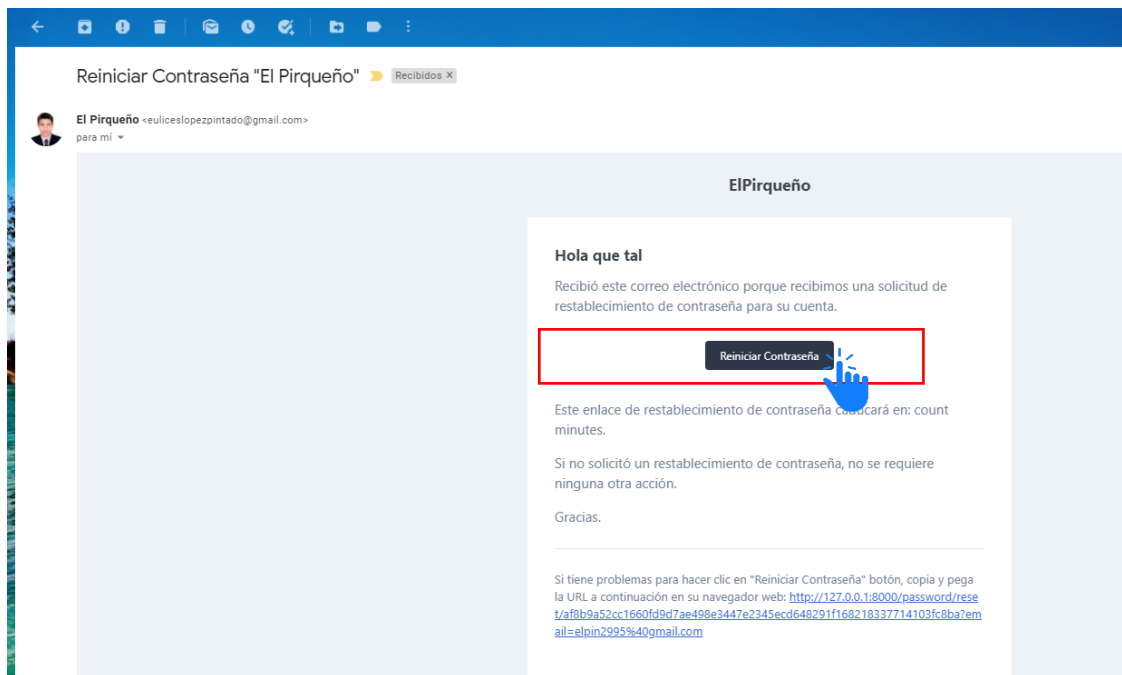 Reiniciar Contraseña "El Pirqueño" Recibidos x
El Pirqueño <euliceslopezpintado@gmail.com>
para mí
ElPirqueño
Hola que tal
Recibió este correo electrónico porque recibimos una solicitud de
restablecimiento de contraseña para su cuenta.
Reiniciar Contraseña
Este enlace de restablecimiento de contraseña caducará en: count
minutes.
Si no solicitó un restablecimiento de contraseña, no se requiere
ninguna otra acción.
Gracias.
Si tiene problemas para hacer clic en "Reiniciar Contraseña" botón, copia y pega
la URL a continuación en su navegador web: http://127.0.0.1:8000/password/rese
t/af8b9a52cc1660fd9d7ae498e3447e2345ecd648291f168218337714103fc8ba?em
ail=elpin2995%40gmail.com